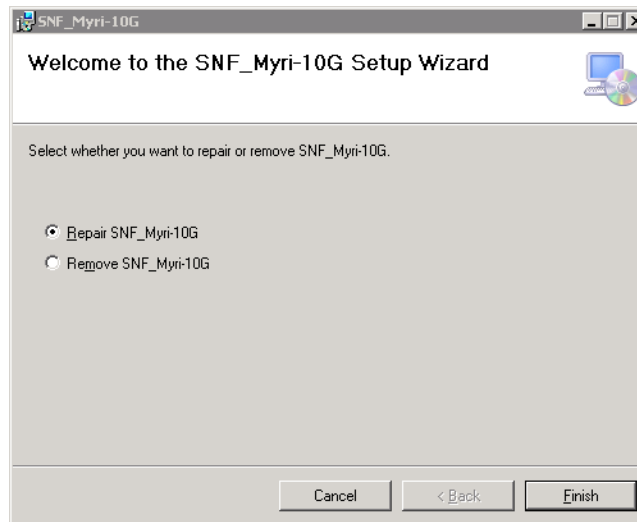 SNF_Myri-10G
Welcome to the SNF_Myri-10G Setup Wizard
Select whether you want to repair or remove SNF_Myri-10G.
Repair SNF_Myri-10G
Remove SNF_Myri-10G
Cancel
< Back
Finish